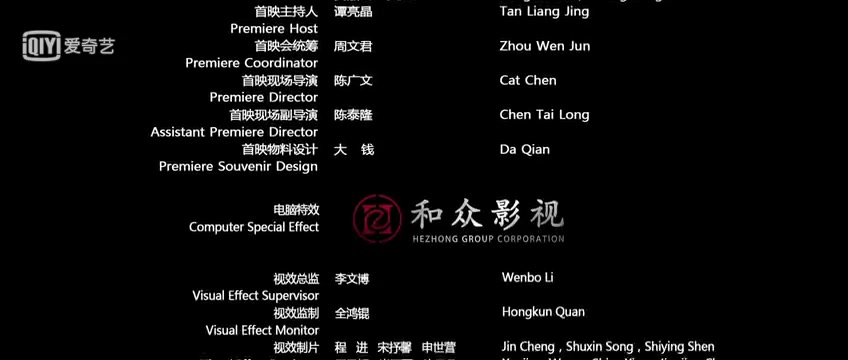 首映主持人 谭亮晶 Tan Liang Jing
Premiere Host
iQIYI 爱奇艺
首映会统筹 周文君 Zhou Wen Jun
Premiere Coordinator
首映现场导演 陈广文 Cat Chen
Premiere Director
首映现场副导演 陈泰隆 Chen Tai Long
Assistant Premiere Director
首映物料设计 大 钱 Da Qian
Premiere Souvenir Design
电脑特效
Computer Special Effect
和众影视
HEZHONG GROUP CORPORATION
视效总监 李文博 Wenbo Li
Visual Effect Supervisor
视效监制 全鸿锟 Hongkun Quan
Visual Effect Monitor
视效制片 程 进 宋抒馨 申世营 Jin Cheng , Shuxin Song , Shiying Shen